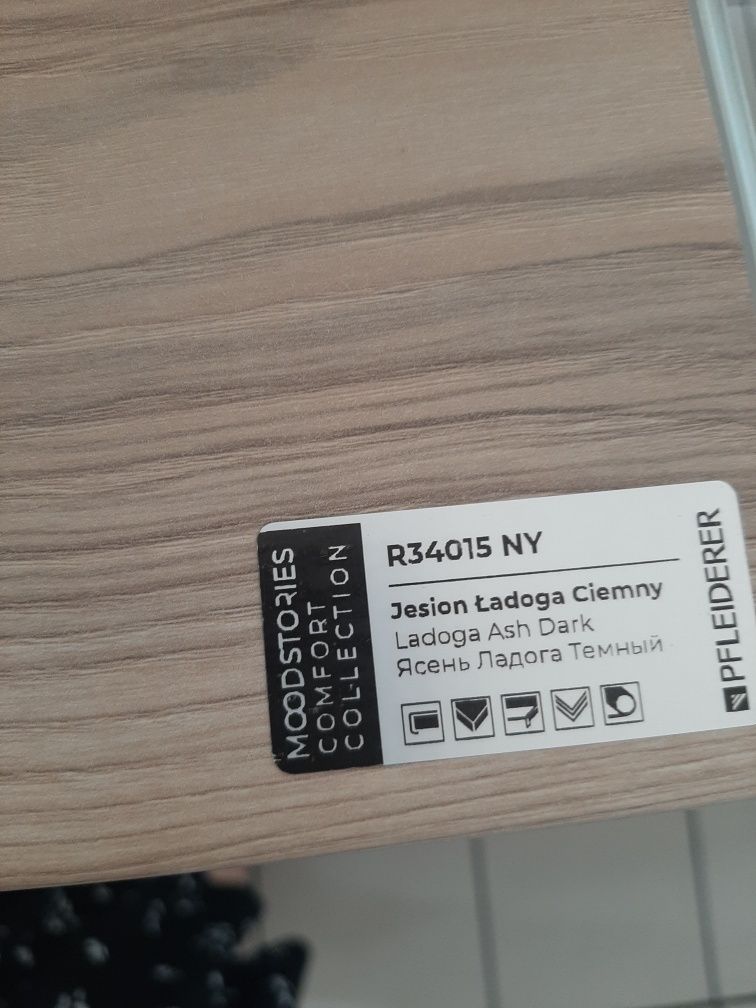 MOODSTORIES
COMFORT
COLLECTION
R34015 NY
Jesion Ładoga Ciemny
Ladoga Ash Dark
Ясень Ладога Темный
PFLEIDERER